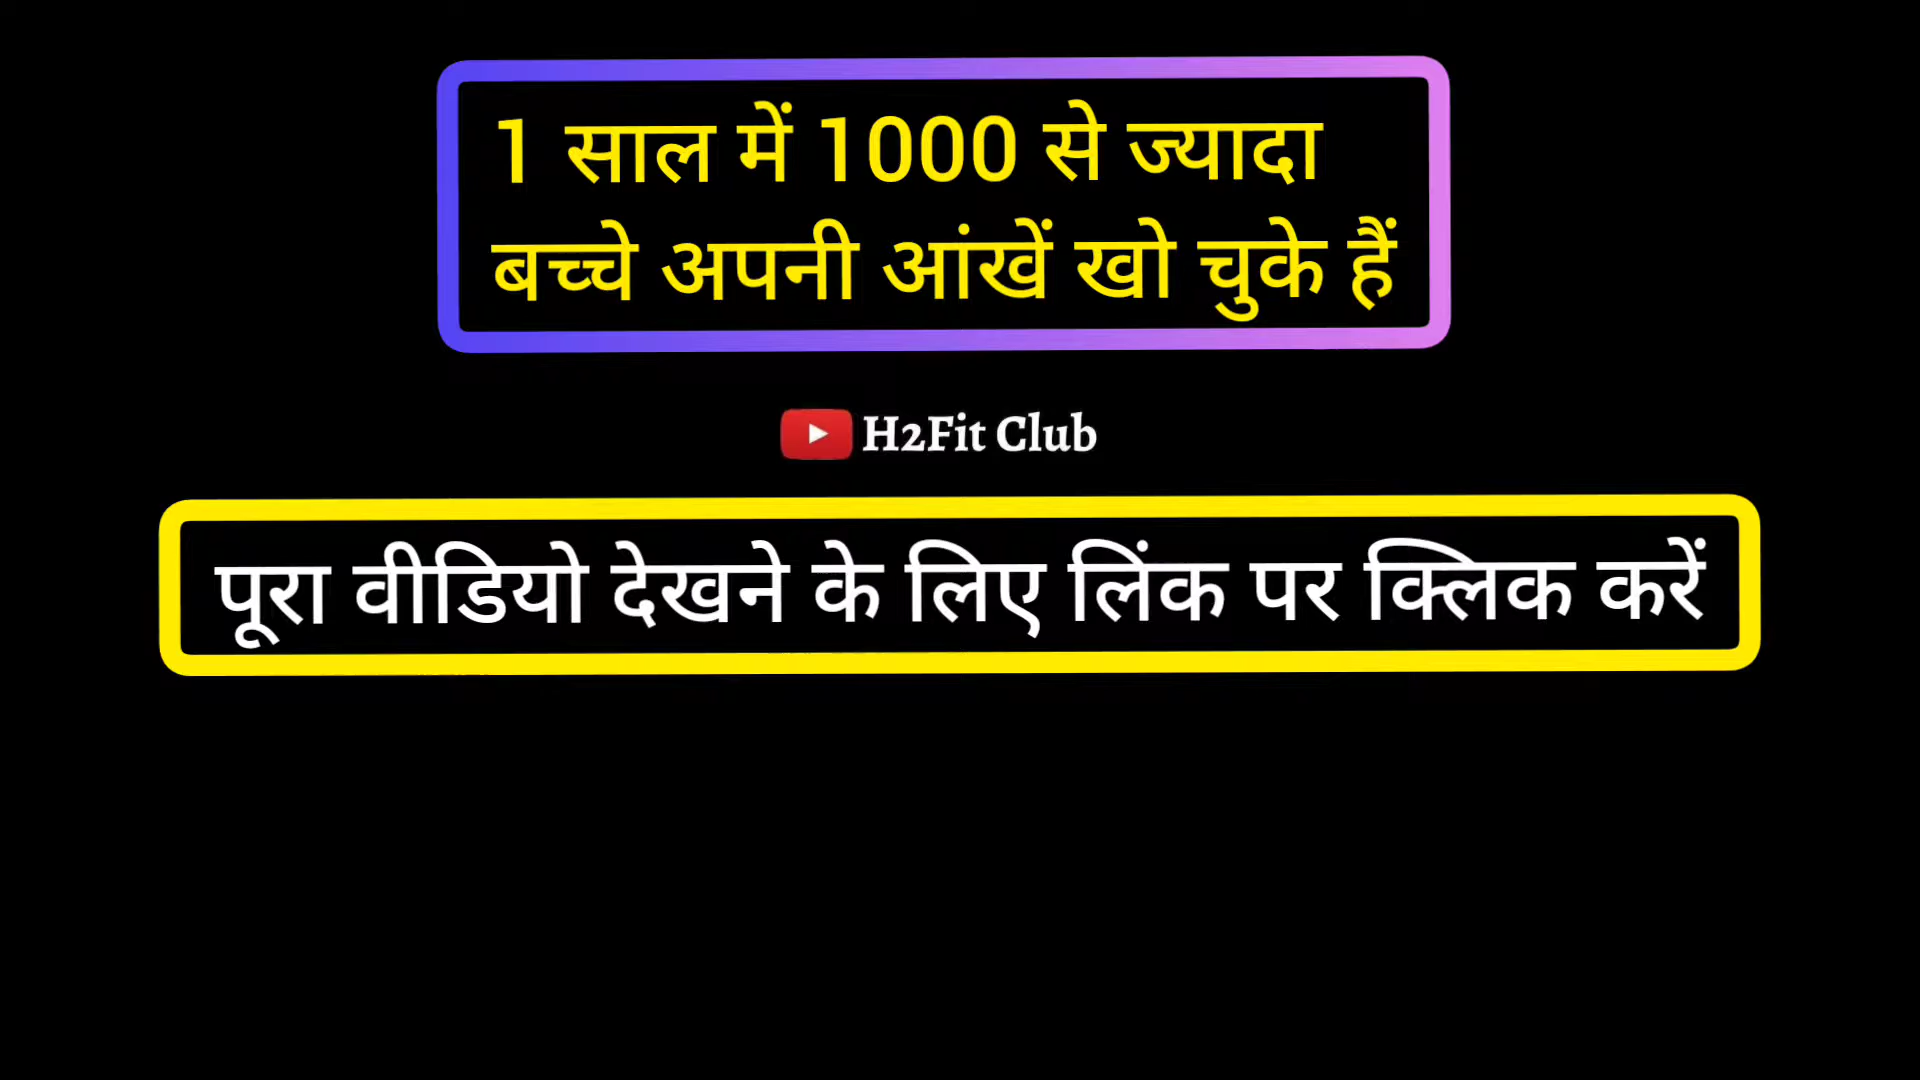 1 साल में 1000 से ज्यादा
बच्चे अपनी आंखें खो चुके हैं
H2Fit Club
पूरा वीडियो देखने के लिए लिंक पर क्लिक करें